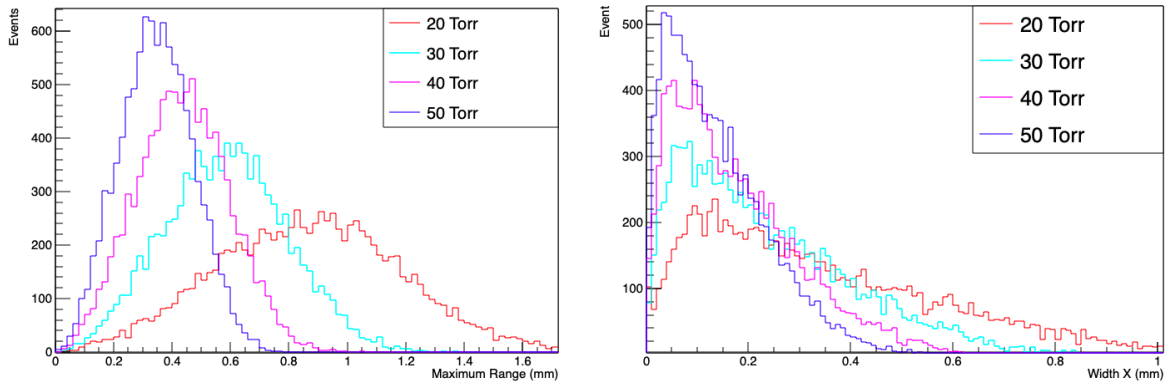 Events
600
500
400
300
200
100
0
20 Torr
30 Torr
40 Torr
50 Torr
0 0.2 0.4 0.6 0.8 1 1.2 1.4 1.6
Maximum Range (mm)
Event
500
400
300
200
100
20 Torr
30 Torr
40 Torr
50 Torr
0 0.2 0.4 0.6 0.8 1
Width X (mm)